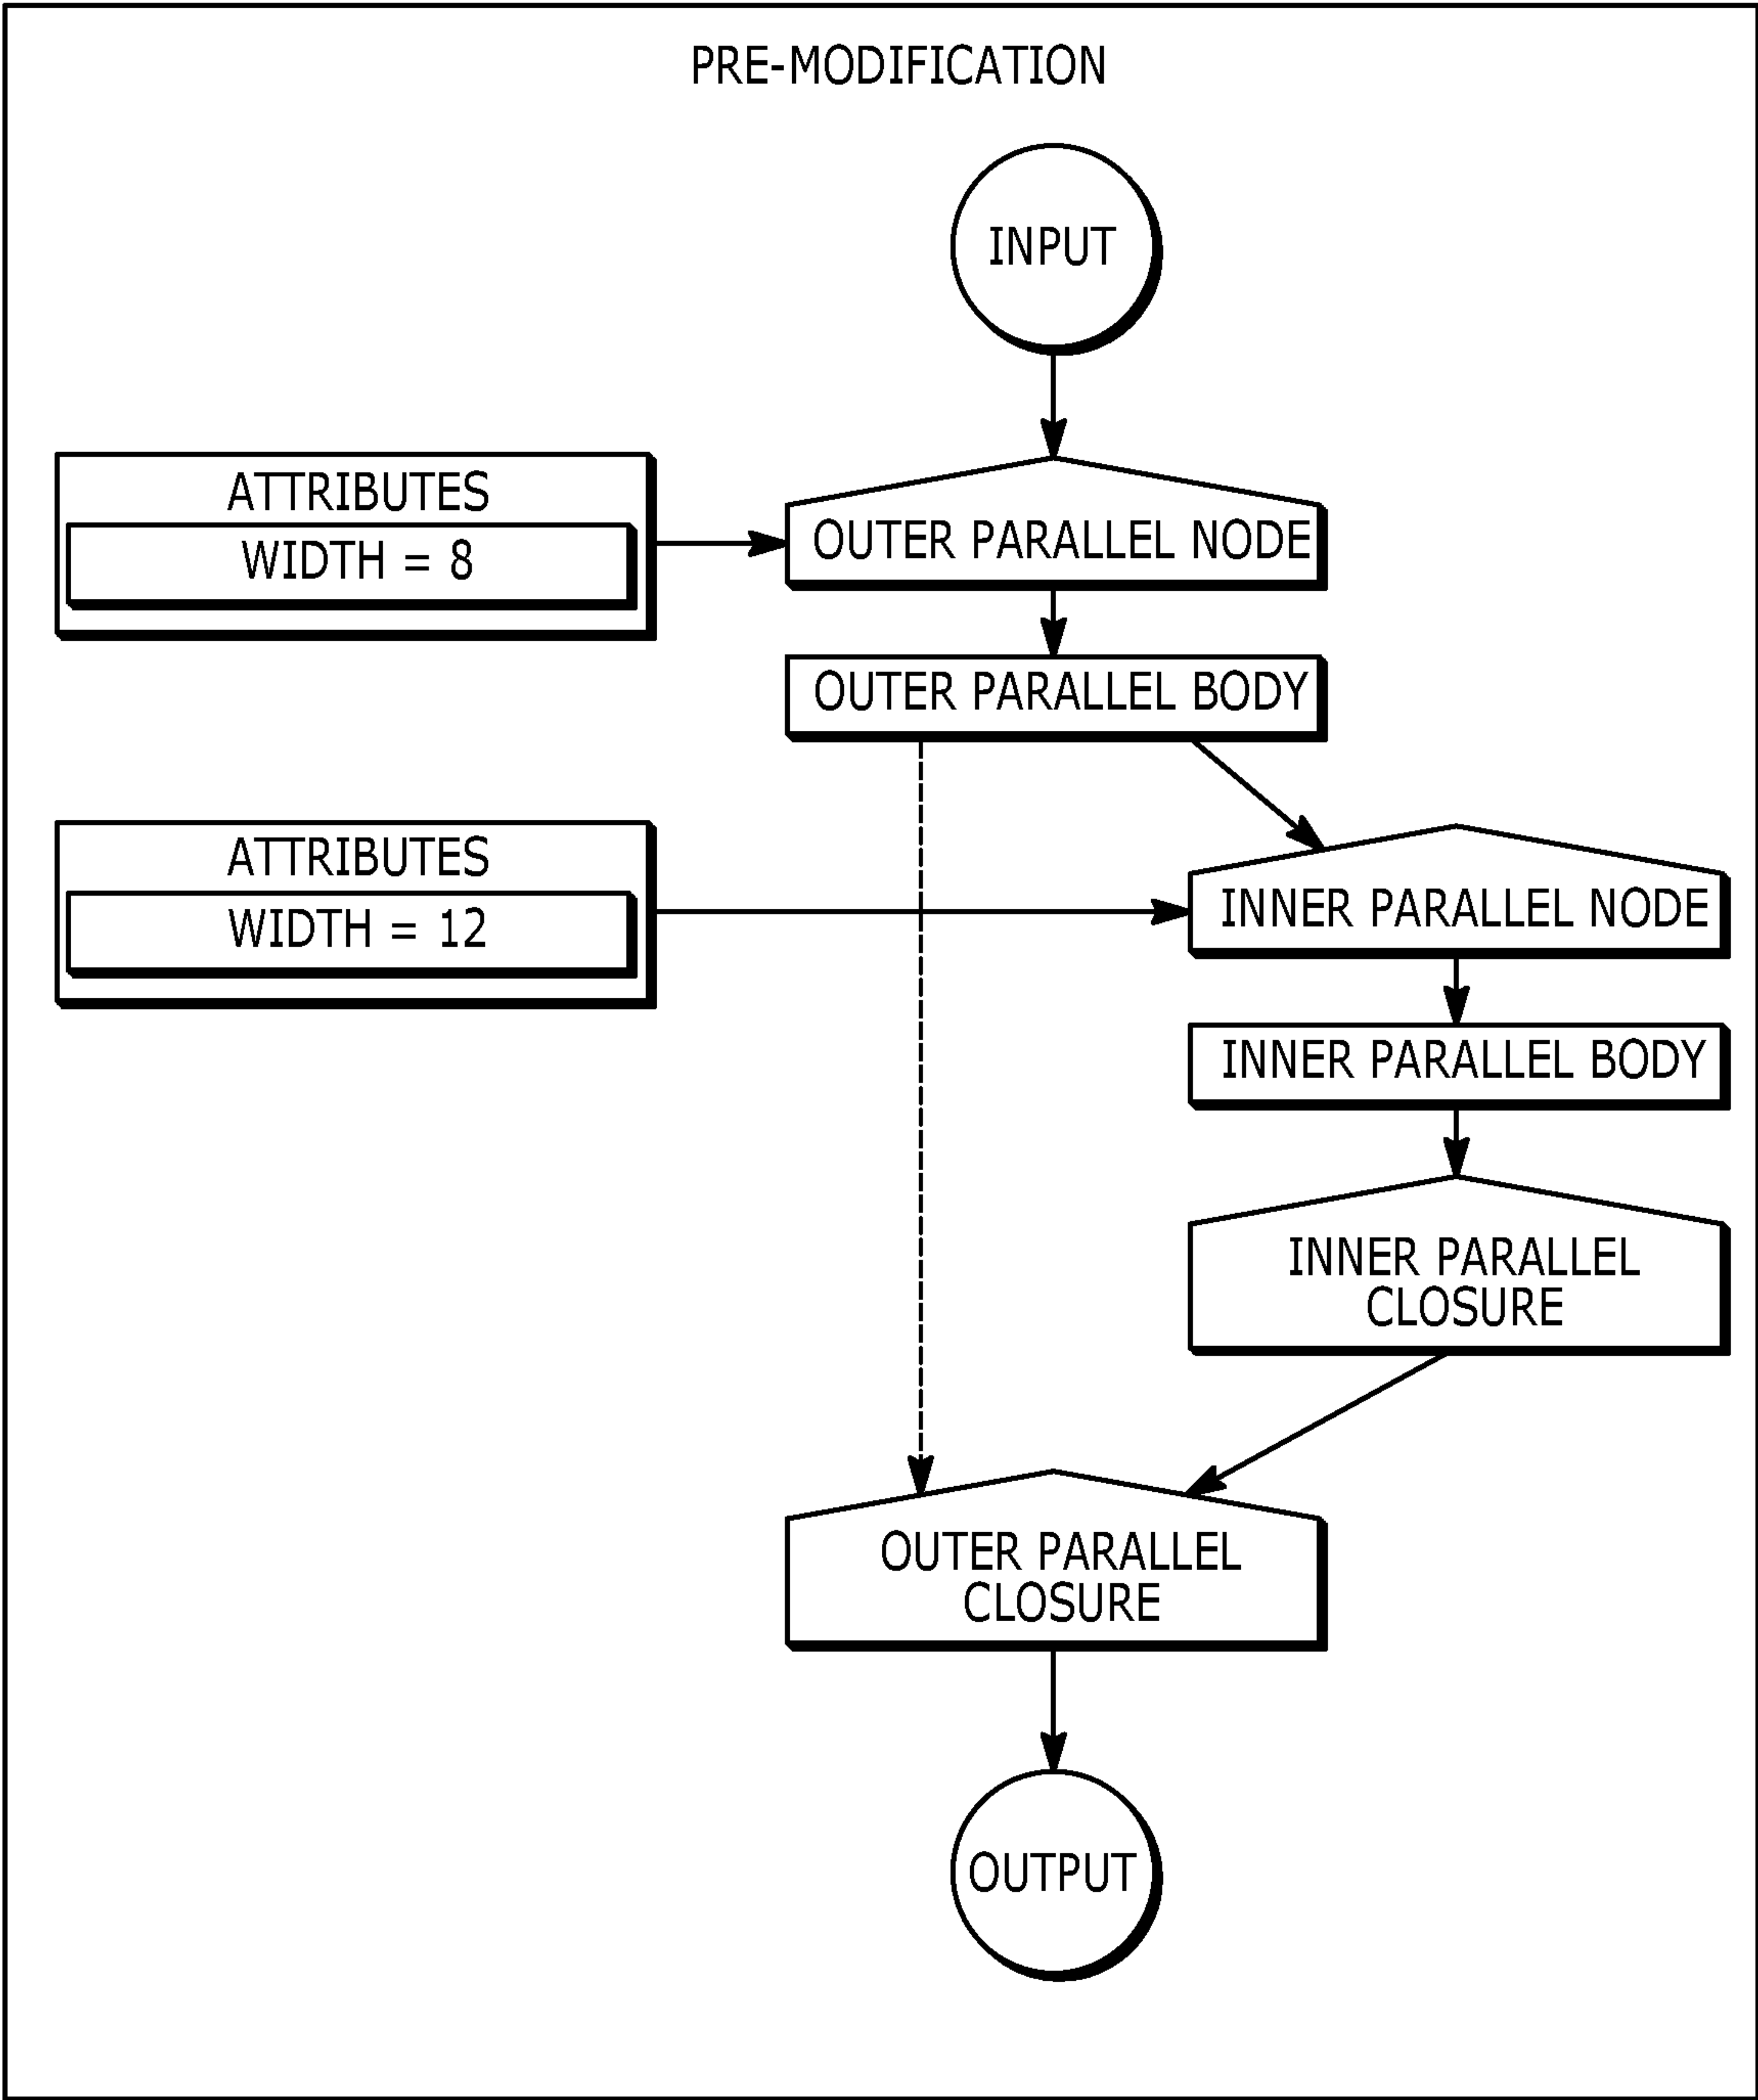 PRE-MODIFICATION
INPUT
ATTRIBUTES
WIDTH = 8
OUTER PARALLEL NODE
OUTER PARALLEL BODY
ATTRIBUTES
WIDTH = 12
INNER PARALLEL NODE
INNER PARALLEL BODY
INNER PARALLEL
CLOSURE
OUTER PARALLEL
CLOSURE
OUTPUT